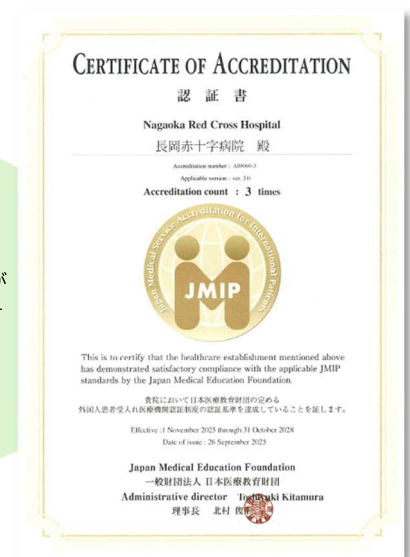 CERTIFICATE OF ACCREDITATION
認 証 書
Nagaoka Red Cross Hospital
長岡赤十字病院 殿
Accreditation number :
Applicable version : ver. 3.0
Accreditation count : 3 times
Japan Medical Service Accreditation for International Patients
JMIP
This is to certify that the healthcare establishment mentioned above
has demonstrated satisfactory compliance with the applicable JMIP
standards by the Japan Medical Education Foundation.
貴院において日本医療教育財団の定める
外国人患者受入れ医療機関認証制度の認証基準を達成していることを証します。
Effective :1 November 2025 through 31 October 2028
Date of issue : 26 September 2025
Japan Medical Education Foundation
一般財団法人 日本医療教育財団
Administrative director Toshiyuki Kitamura
理事長 北村 俊
が